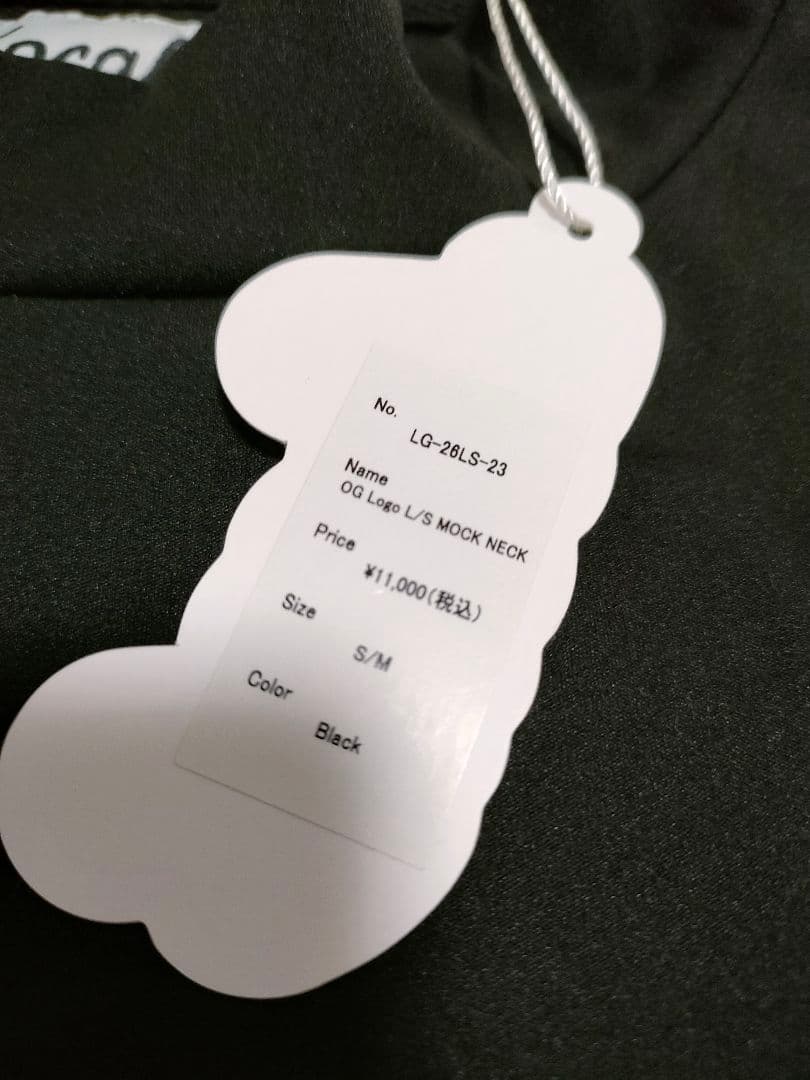 No.
LG-26LS-23
Name
OG Logo L/S MOCK NECK
Price
¥11,000(税込)
Size
S/M
Color
Black